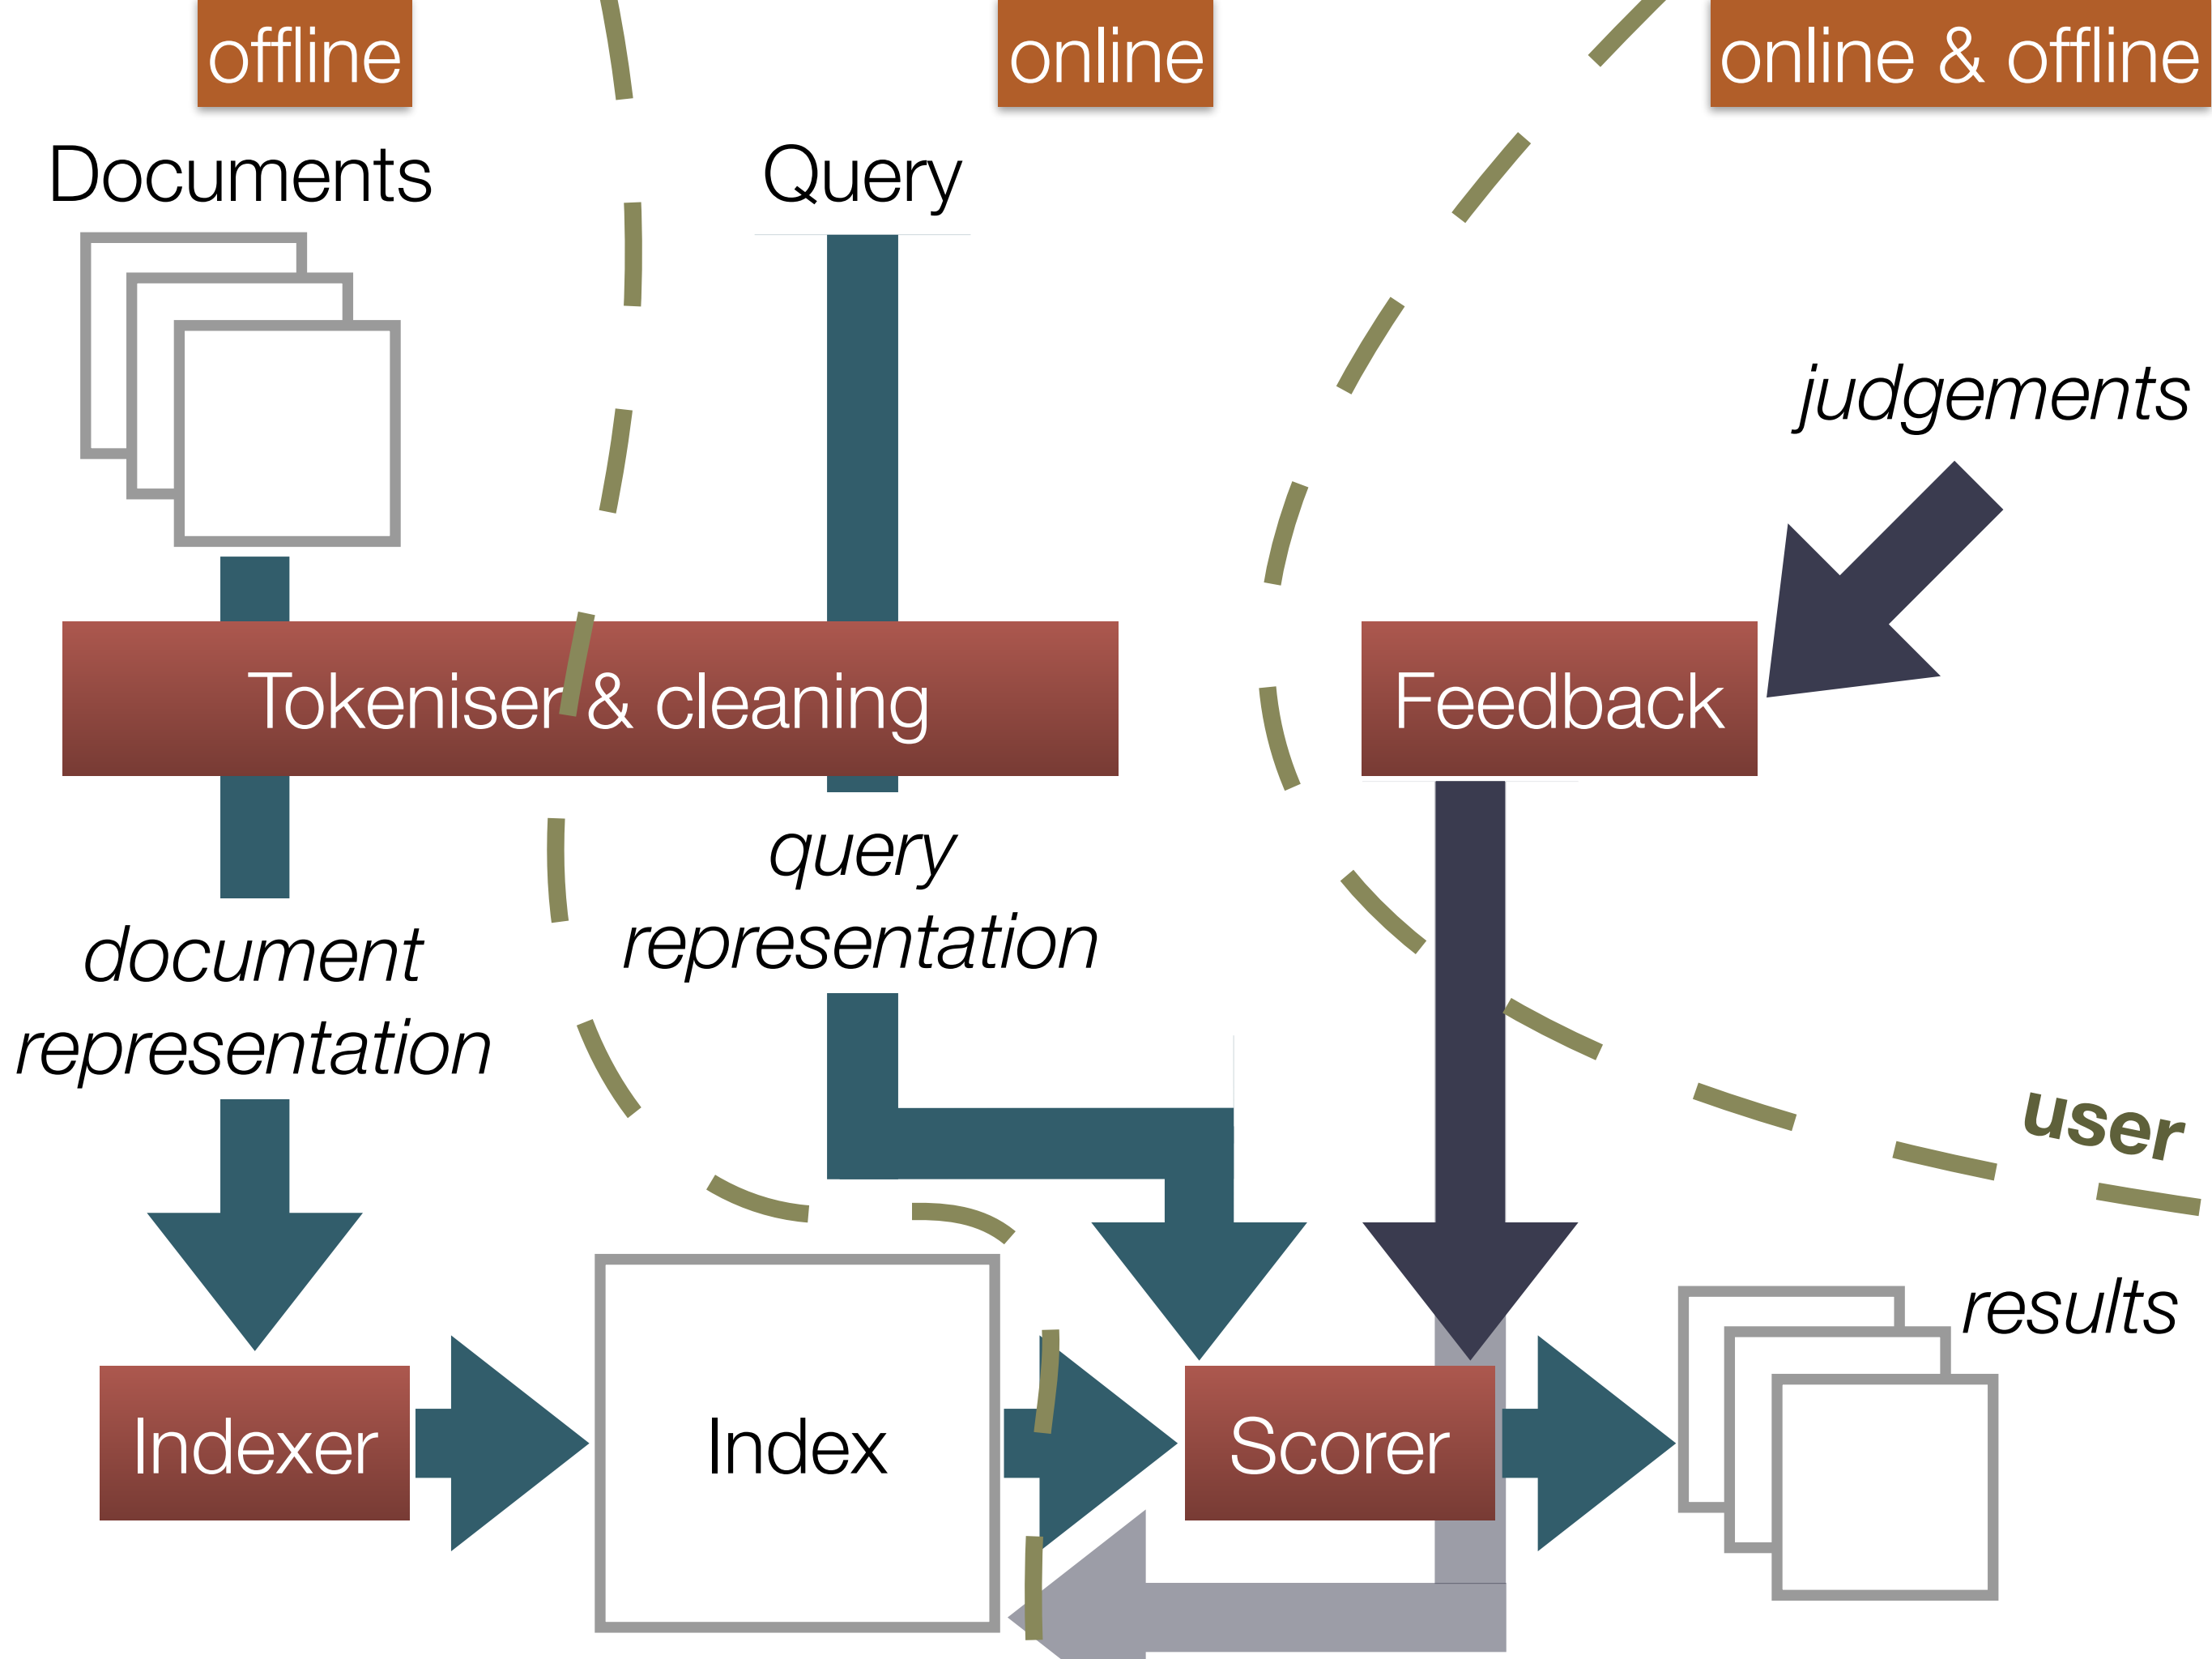 offline
online
online & offline
Documents
Query
judgements
Tokeniser & cleaning
Feedback
query
representation
document
representation
user
results
Indexer
Index
Scorer